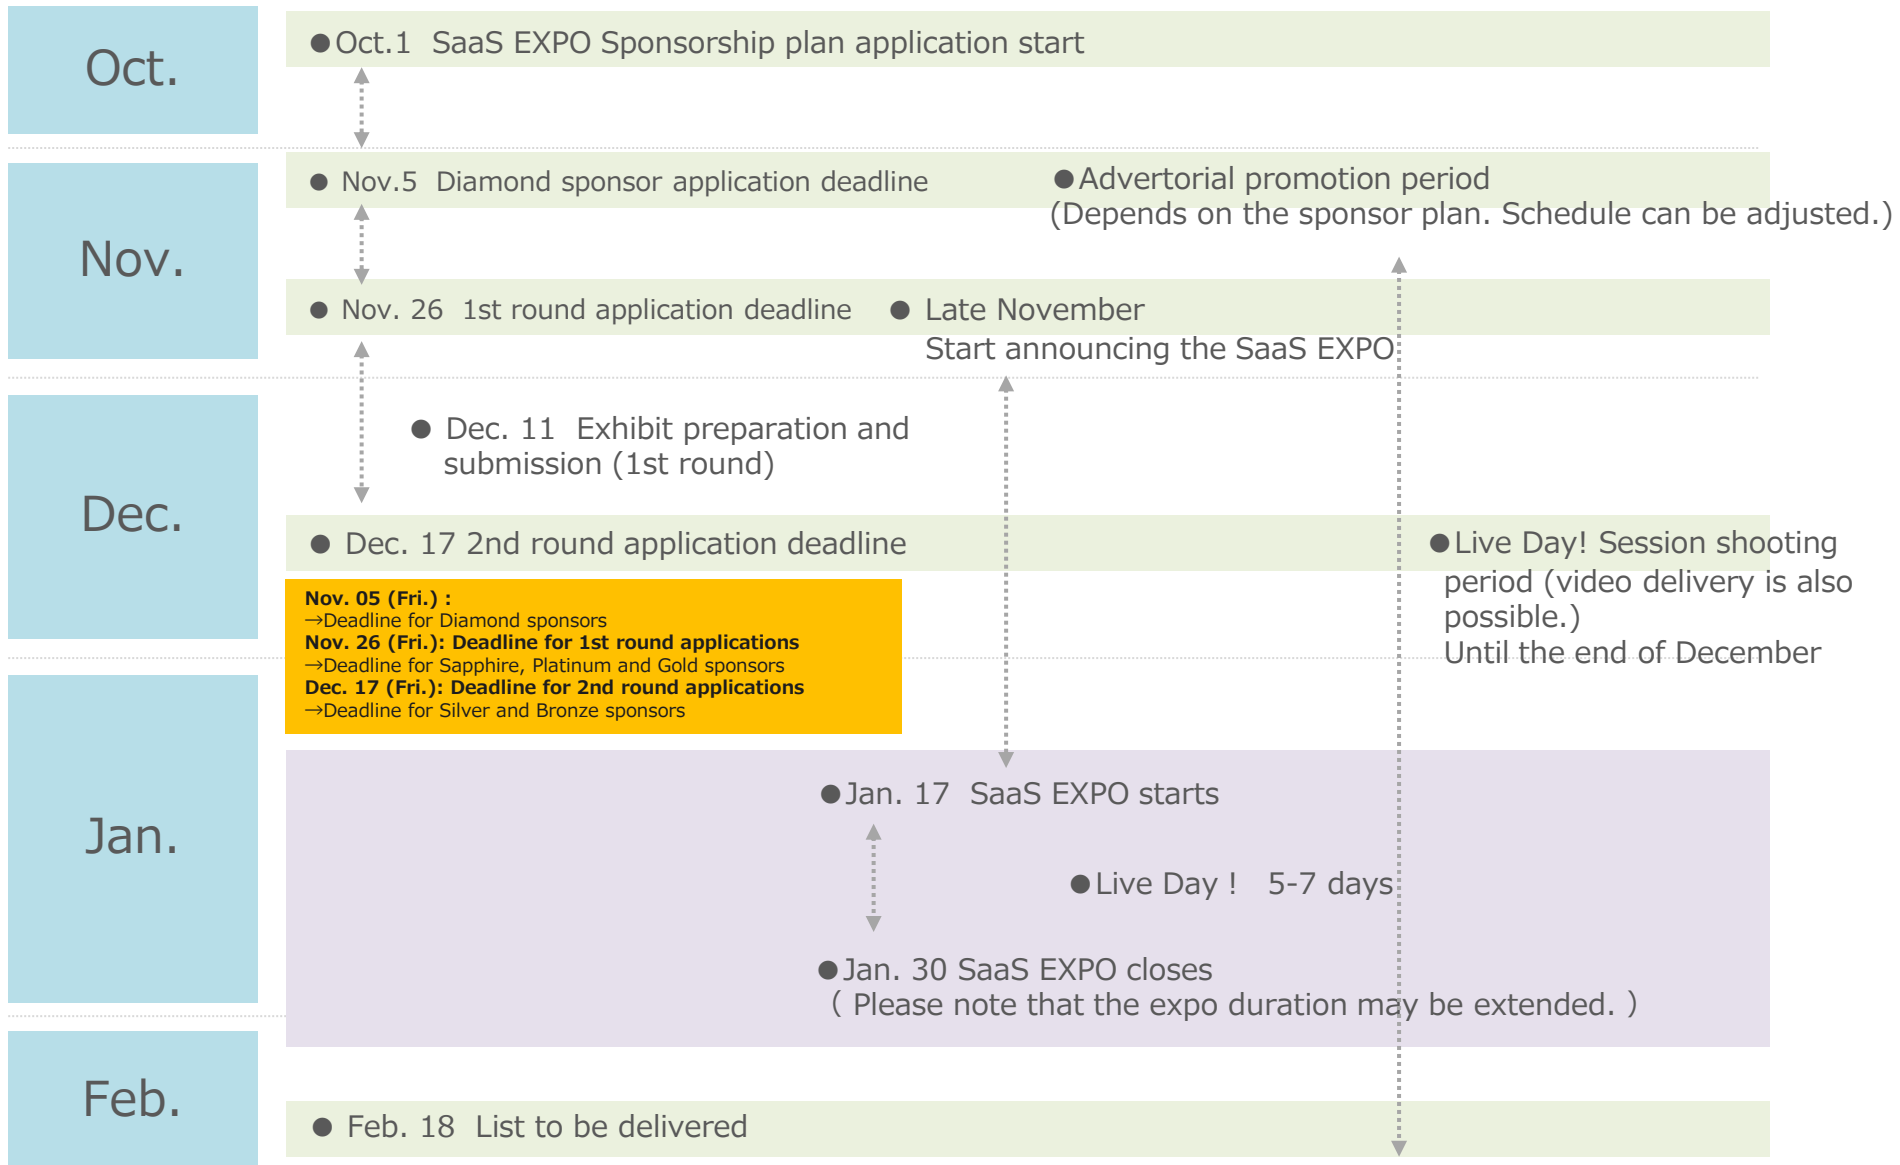 Oct.
●Oct.1 SaaS EXPO Sponsorship plan application start
Nov.
● Nov.5 Diamond sponsor application deadline
●Advertorial promotion period
(Depends on the sponsor plan. Schedule can be adjusted.)
● Nov. 26 1st round application deadline
● Late November
Start announcing the SaaS EXPO
Dec.
● Dec. 11 Exhibit preparation and
submission (1st round)
● Dec. 17 2nd round application deadline
●Live Day! Session shooting
period (video delivery is also
possible.)
Until the end of December
Nov. 05 (Fri.) :
→Deadline for Diamond sponsors
Nov. 26 (Fri.): Deadline for 1st round applications
→Deadline for Sapphire, Platinum and Gold sponsors
Dec. 17 (Fri.): Deadline for 2nd round applications
→Deadline for Silver and Bronze sponsors
Jan.
●Jan. 17 SaaS EXPO starts
●Live Day ! 5-7 days
●Jan. 30 SaaS EXPO closes
( Please note that the expo duration may be extended. )
Feb.
● Feb. 18 List to be delivered